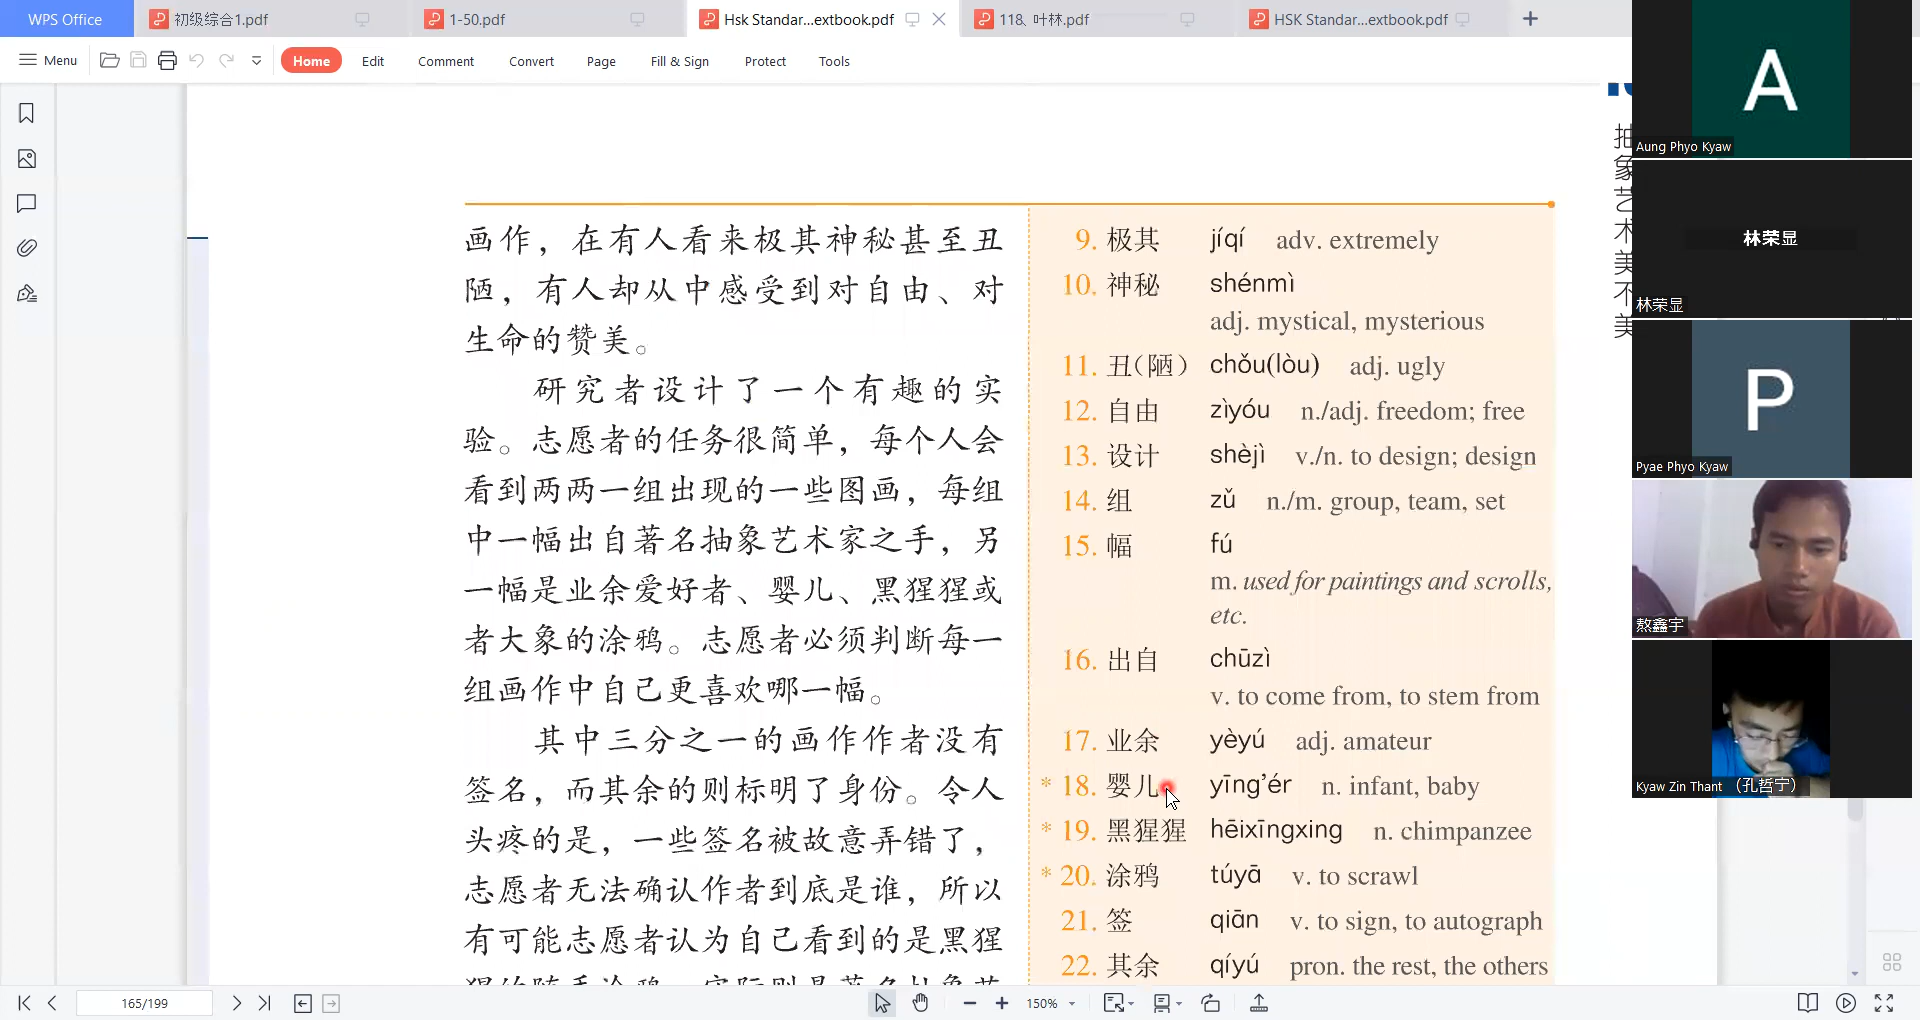 WPS Office
初级综合1.pdf
1-50.pdf
Hsk Standar...extbook.pdf
118、叶林.pdf
HSK Standar...extbook.pdf
Menu
Home
Edit
Comment
Convert
Page
Fill & Sign
Protect
Tools
画作，在有人看来极其神秘甚至丑
陋，有人却从中感受到对自由、对
生命的赞美。
研究者设计了一个有趣的实
验。志愿者的任务很简单，每个人会
看到两两一组出现的一些图画，每组
中一幅出自著名抽象艺术家之手，另
一幅是业余爱好者、婴儿、黑猩猩或
者大象的涂鸦。志愿者必须判断每一
组画作中自己更喜欢哪一幅。
其中三分之一的画作作者没有
签名，而其余的则标明了身份。令人
头疼的是，一些签名被故意弄错了，
志愿者无法确认作者到底是谁，所以
有可能志愿者认为自己看到的是黑猩
9. 极其 jíqí adv. extremely
10. 神秘 shénmì
adj. mystical, mysterious
11. 丑(陋) chǒu(lòu) adj. ugly
12. 自由 zìyóu n./adj. freedom; free
13. 设计 shèjì v./n. to design; design
14. 组 zǔ n./m. group, team, set
15. 幅 fú
m. used for paintings and scrolls,
etc.
16. 出自 chūzì
v. to come from, to stem from
17. 业余 yèyú adj. amateur
* 18. 婴儿 yīng'ér n. infant, baby
* 19. 黑猩猩 hēixīngxing n. chimpanzee
* 20. 涂鸦 túyā v. to scrawl
21. 签 qiān v. to sign, to autograph
22. 其余 qíyú pron. the rest, the others
抽象艺术美不美
A
Aung Phyo Kyaw
林荣显
林荣显
P
Pyae Phyo Kyaw
熬鑫宇
Kyaw Zin Thant （孔哲宁）
165/199
150%